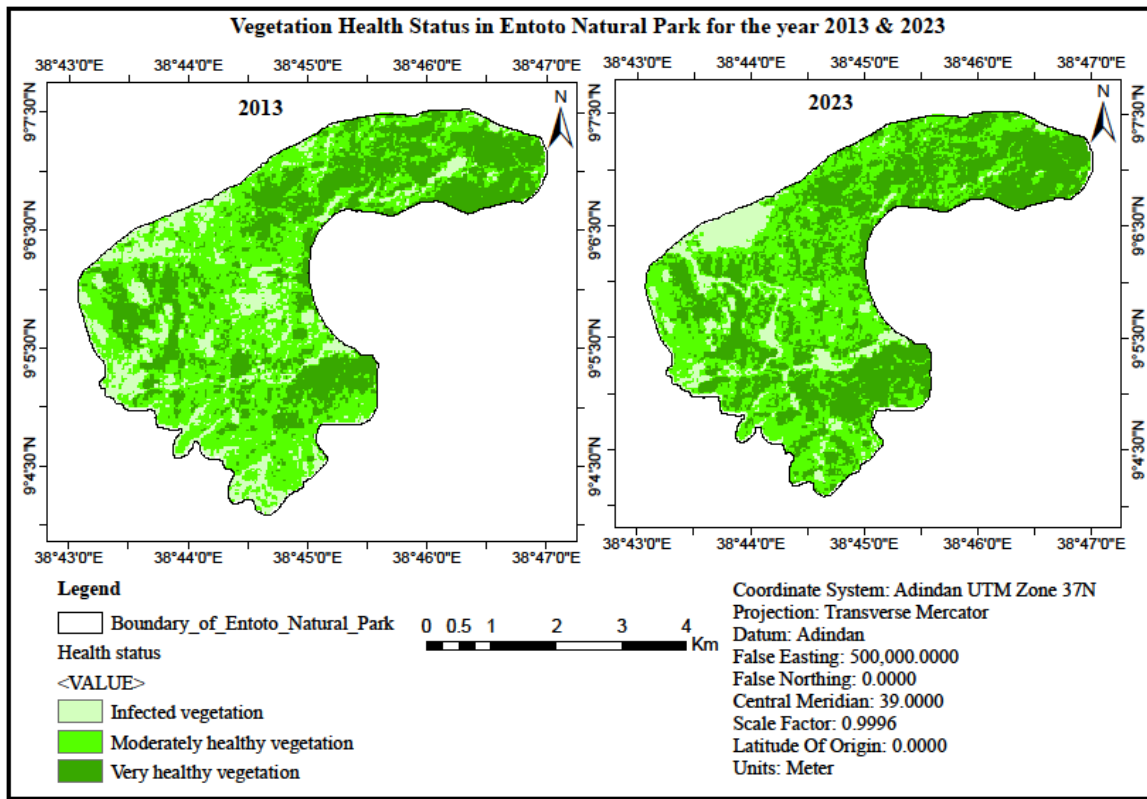 Vegetation Health Status in Entoto Natural Park for the year 2013 & 2023
38°43'0"E 38°44'0"E 38°45'0"E 38°46'0"E 38°47'0"E
38°43'0"E 38°44'0"E 38°45'0"E 38°46'0"E 38°47'0"E
2013
N
2023
N
9°7'30"N
9°6'30"N
9°5'30"N
9°4'30"N
9°7'30"N
9°6'30"N
9°5'30"N
9°4'30"N
38°43'0"E 38°44'0"E 38°45'0"E 38°46'0"E 38°47'0"E
38°43'0"E 38°44'0"E 38°45'0"E 38°46'0"E 38°47'0"E
Legend
Boundary_of_Entoto_Natural_Park
Health status
<VALUE>
Infected vegetation
Moderately healthy vegetation
Very healthy vegetation
0 0.5 1 2 3 4
Km
Coordinate System: Adindan UTM Zone 37N
Projection: Transverse Mercator
Datum: Adindan
False Easting: 500,000.0000
False Northing: 0.0000
Central Meridian: 39.0000
Scale Factor: 0.9996
Latitude Of Origin: 0.0000
Units: Meter